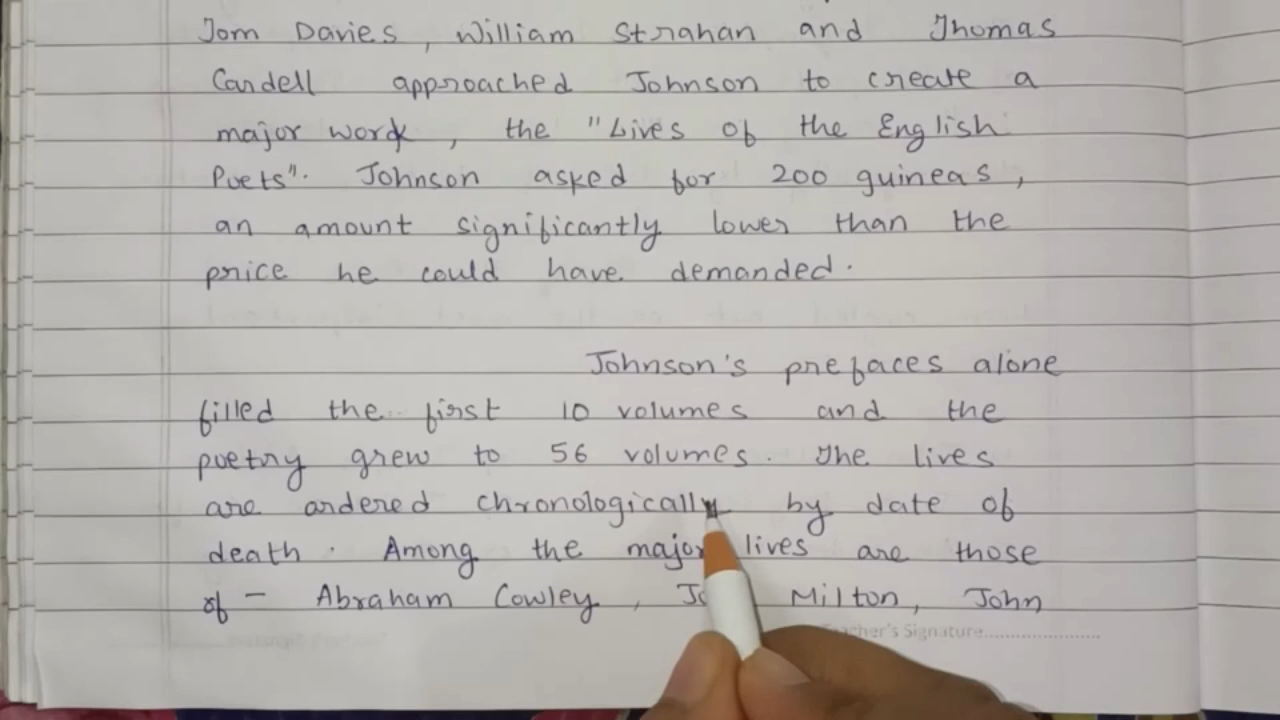 Tom Davies, William Strahan and Thomas
Cardell approached Johnson to create a
major work, the "Lives of the English
Poets". Johnson asked for 200 guineas,
an amount significantly lower than the
price he could have demanded.
Johnson's prefaces alone
filled the first 10 volumes and the
poetry grew to 56 volumes. The lives
are ordered chronologically by date of
death. Among the major lives are those
of - Abraham Cowley, Milton, John
Teacher's Signature